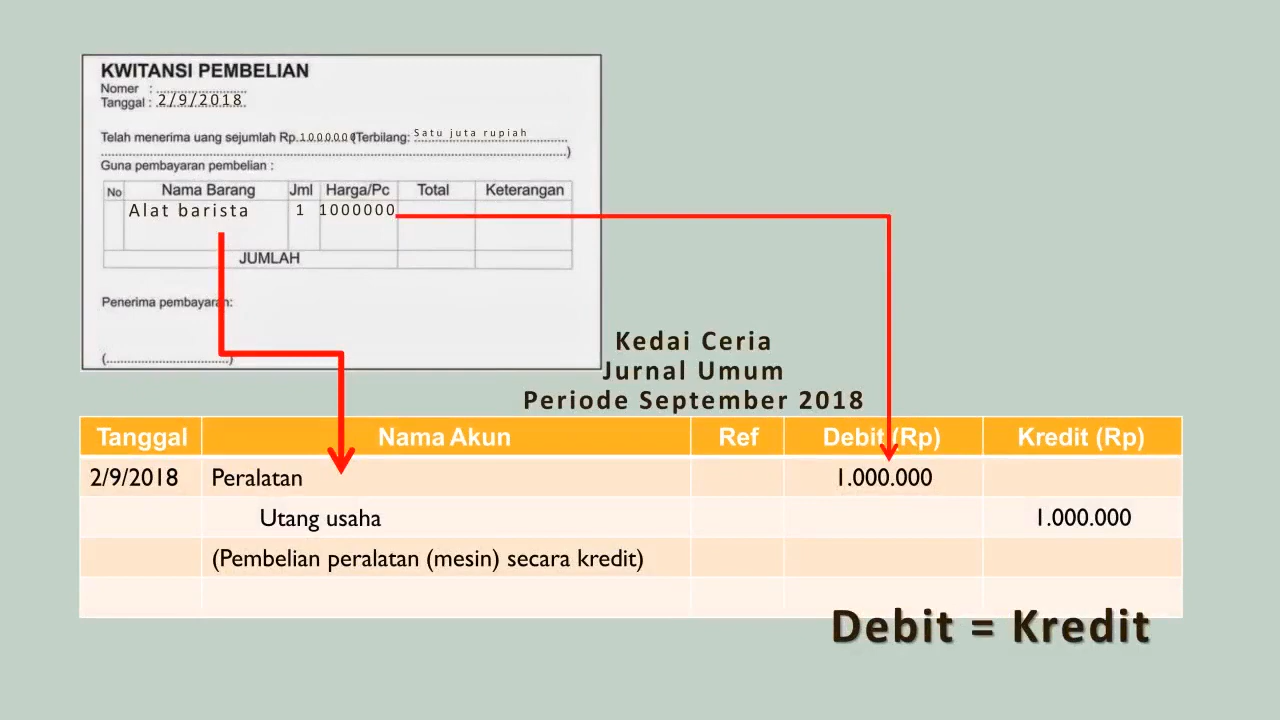 KWITANSI PEMBELIAN
Nomer : ........................
Tanggal : 2/9/2018
Telah menerima uang sejumlah Rp. 1000000 (Terbilang: Satu juta rupiah
)
Guna pembayaran pembelian :
No Nama Barang Jml Harga/Pc Total Keterangan
Alat barista 1 1000000
JUMLAH
Penerima pembayaran:
(................................)
Kedai Ceria
Jurnal Umum
Periode September 2018
Tanggal Nama Akun Ref Debit (Rp) Kredit (Rp)
2/9/2018 Peralatan 1.000.000
Utang usaha 1.000.000
(Pembelian peralatan (mesin) secara kredit)
Debit = Kredit